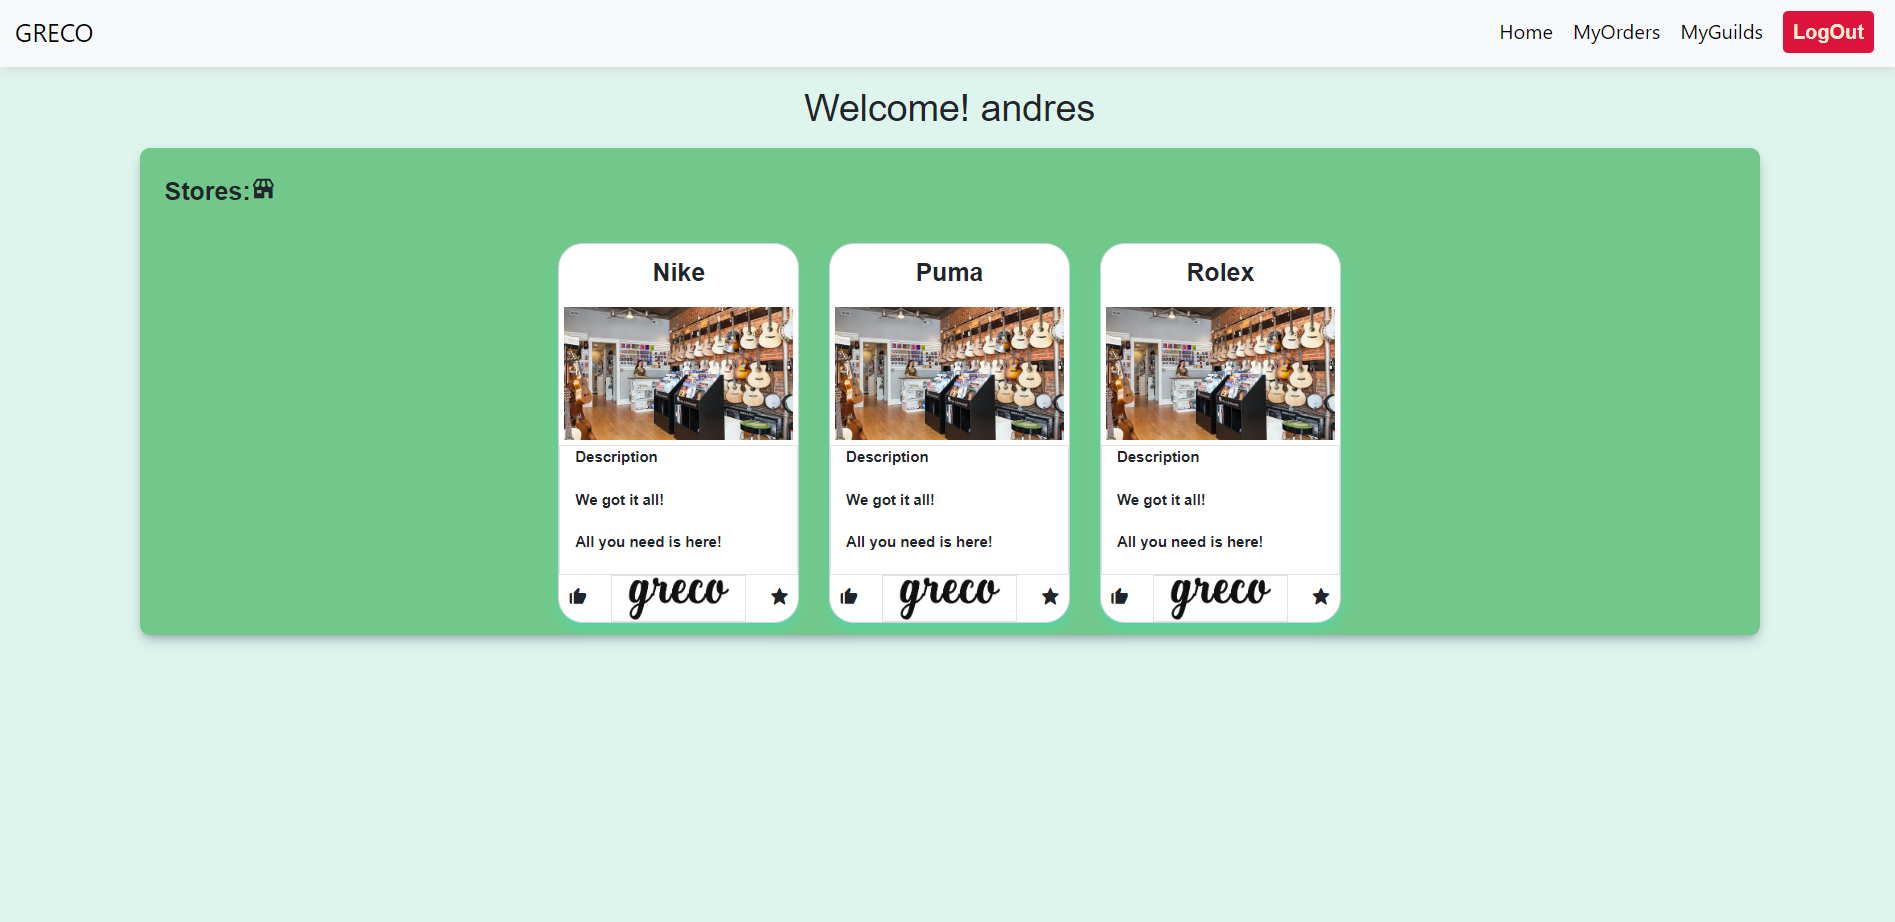 GRECO
Home MyOrders MyGuilds LogOut
Welcome! andres
Stores:
Nike
Description
We got it all!
All you need is here!
greco
Puma
Description
We got it all!
All you need is here!
greco
Rolex
Description
We got it all!
All you need is here!
greco